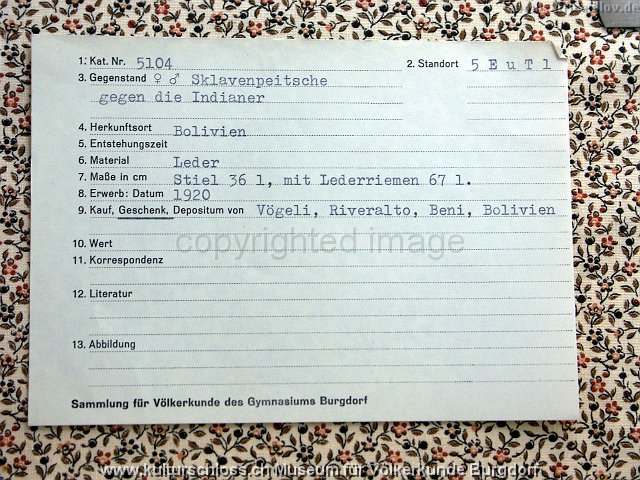 1. Kat. Nr. 5104 2. Standort 5 E u T l
3. Gegenstand ♀ ♂ Sklavenpeitsche
gegen die Indianer
4. Herkunftsort Bolivien
5. Entstehungszeit
6. Material Leder
7. Maße in cm Stiel 36 l, mit Lederriemen 67 l.
8. Erwerb: Datum 1920
9. Kauf, Geschenk, Depositum von Vögeli, Riveralto, Beni, Bolivien
10. Wert
copyrighted image
11. Korrespondenz
12. Literatur
13. Abbildung
Sammlung für Völkerkunde des Gymnasiums Burgdorf
www.kulturschloss.ch Museum für Völkerkunde Burgdorf